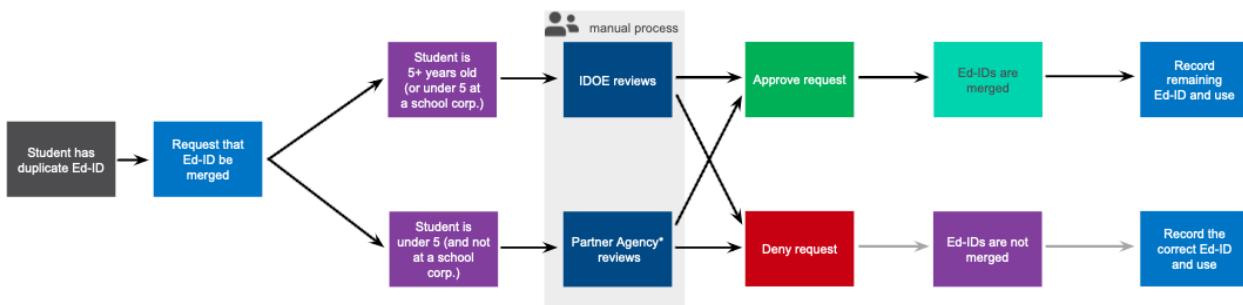 manual process
Student is
5+ years old
(or under 5 at
a school corp.)
IDOE reviews
Approve request
Ed-IDs are
merged
Record
remaining
Ed-ID and use
Student has
duplicate Ed-ID
Request that
Ed-ID be
merged
Student is
under 5 (and not
at a school
corp.)
Partner Agency*
reviews
Deny request
Ed-IDs are not
merged
Record the
correct Ed-ID
and use